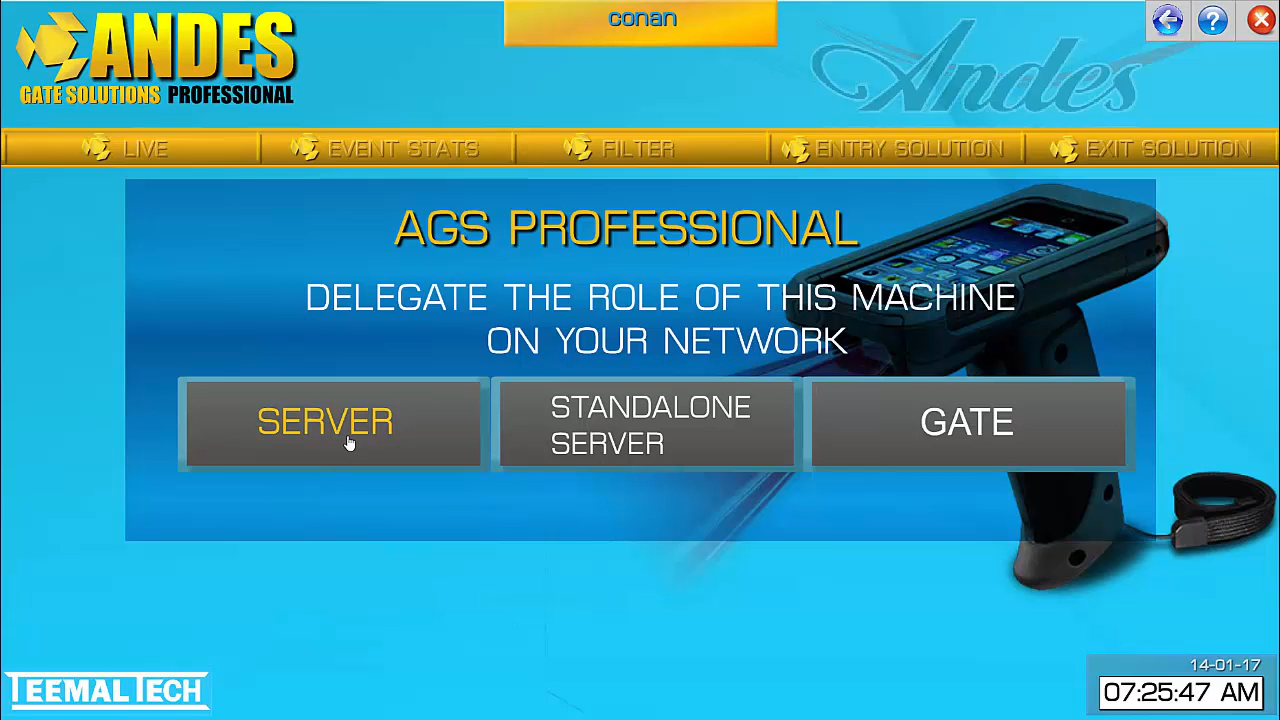 ANDES
GATE SOLUTIONS PROFESSIONAL
conan
Andes
LIVE
EVENT STATS
FILTER
ENTRY SOLUTION
EXIT SOLUTION
AGS PROFESSIONAL
DELEGATE THE ROLE OF THIS MACHINE
ON YOUR NETWORK
SERVER
STANDALONE
SERVER
GATE
TEEMAL TECH
14-01-17
07:25:47 AM